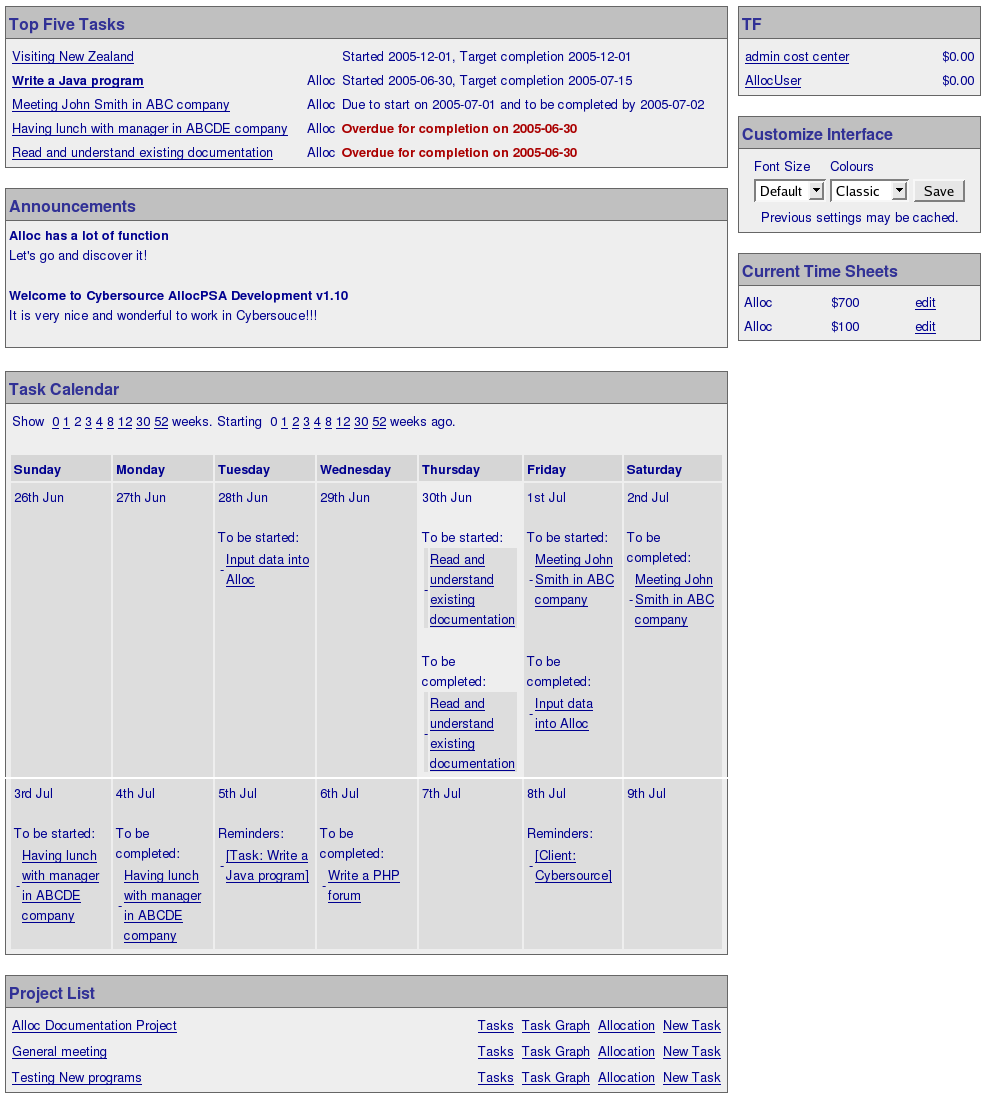 Top Five Tasks
Visiting New Zealand Started 2005-12-01, Target completion 2005-12-01
Write a Java program Alloc Started 2005-06-30, Target completion 2005-07-15
Meeting John Smith in ABC company Alloc Due to start on 2005-07-01 and to be completed by 2005-07-02
Having lunch with manager in ABCDE company Alloc Overdue for completion on 2005-06-30
Read and understand existing documentation Alloc Overdue for completion on 2005-06-30
TF
admin cost center $0.00
AllocUser $0.00
Customize Interface
Font Size Colours
Default Classic Save
Previous settings may be cached.
Announcements
Alloc has a lot of function
Let's go and discover it!
Welcome to Cybersource AllocPSA Development v1.10
It is very nice and wonderful to work in Cybersouce!!!
Current Time Sheets
Alloc $700 edit
Alloc $100 edit
Task Calendar
Show 0 1 2 3 4 8 12 30 52 weeks. Starting 0 1 2 3 4 8 12 30 52 weeks ago.
Sunday Monday Tuesday Wednesday Thursday Friday Saturday
26th Jun
27th Jun
28th Jun
To be started:
- Input data into
Alloc
29th Jun
30th Jun
To be started:
Read and
understand
- existing
documentation
To be
completed:
Read and
understand
- existing
documentation
1st Jul
To be started:
Meeting John
- Smith in ABC
company
To be
completed:
- Input data
into Alloc
2nd Jul
To be
completed:
Meeting John
- Smith in ABC
company
3rd Jul
To be started:
Having lunch
with manager
- in ABCDE
company
4th Jul
To be
completed:
Having lunch
with manager
- in ABCDE
company
5th Jul
Reminders:
- [Task: Write a
Java program]
6th Jul
To be
completed:
- Write a PHP
forum
7th Jul
8th Jul
Reminders:
- [Client:
Cybersource]
9th Jul
Project List
Alloc Documentation Project Tasks Task Graph Allocation New Task
General meeting Tasks Task Graph Allocation New Task
Testing New programs Tasks Task Graph Allocation New Task